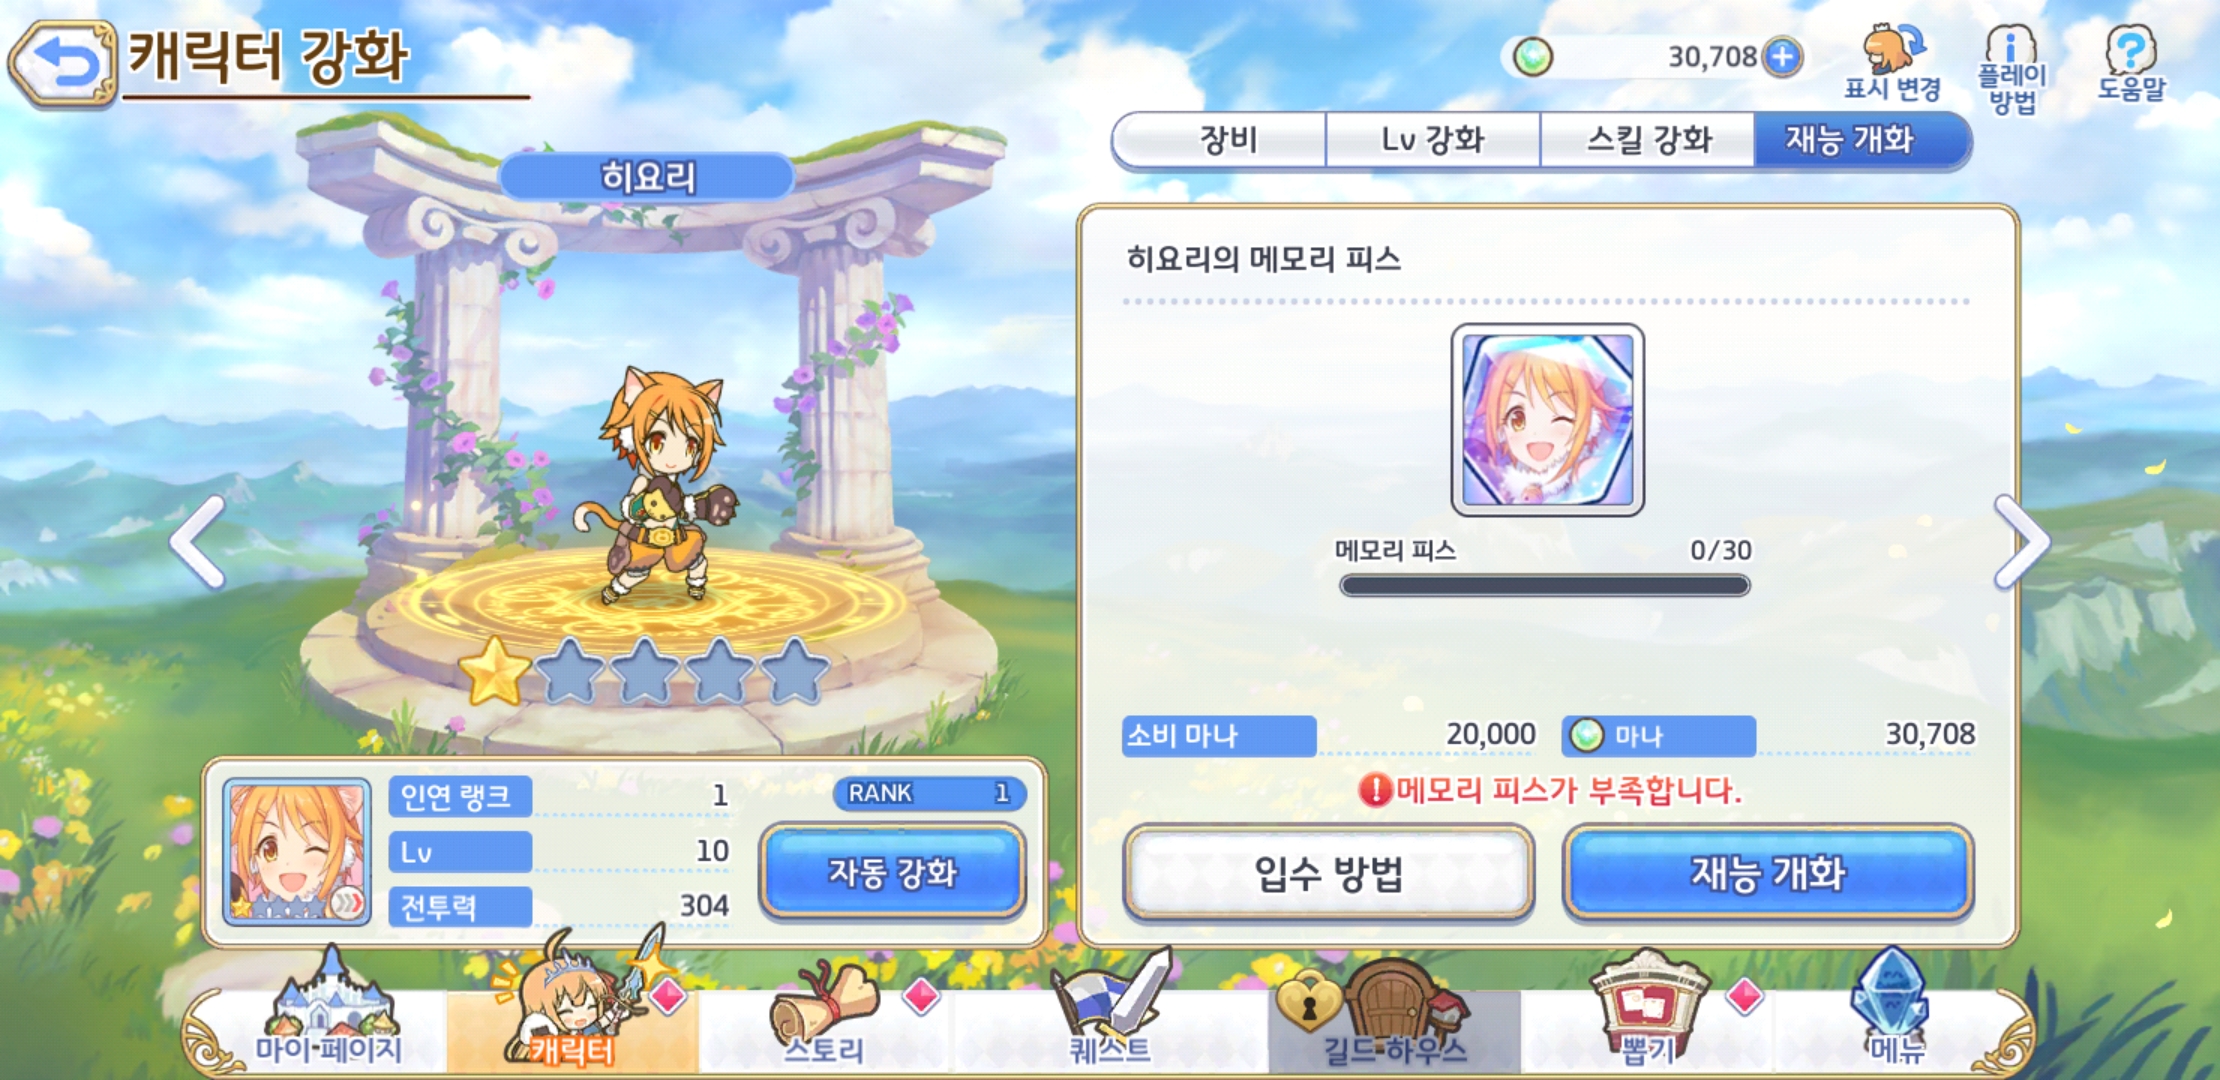 캐릭터 강화
30,708
표시 변경
플레이
방법
도움말
장비
Lv 강화
스킬 강화
재능 개화
히요리
히요리의 메모리 피스
메모리 피스 0/30
소비 마나 20,000
마나 30,708
메모리 피스가 부족합니다.
입수 방법
재능 개화
인연 랭크 1
RANK 1
Lv 10
전투력 304
자동 강화
마이 페이지
캐릭터
스토리
퀘스트
길드 하우스
뽑기
메뉴